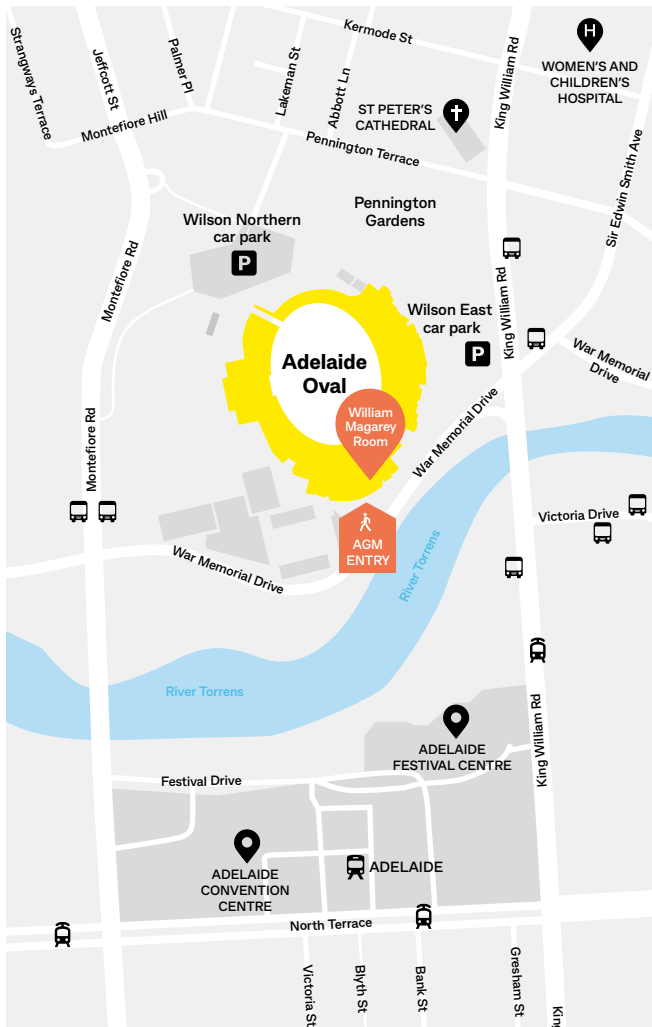 Kermode St
H
Strangways Terrace
Jeffcott St
Palmer Pl
Lakeman St
Abbott Ln
King William Rd
WOMEN'S AND
CHILDREN'S
HOSPITAL
Montefiore Hill
ST PETER'S
CATHEDRAL
Pennington Terrace
Sir Edwin Smith Ave
Pennington
Gardens
Wilson Northern
car park
P
Montefiore Rd
King William Rd
Wilson East
car park
P
War Memorial
Drive
Adelaide
Oval
William
Magarey
Room
War Memorial Drive
Montefiore Rd
Victoria Drive
AGM
ENTRY
War Memorial Drive
River Torrens
River Torrens
King William Rd
ADELAIDE
FESTIVAL CENTRE
Festival Drive
ADELAIDE
CONVENTION
CENTRE
ADELAIDE
North Terrace
Victoria St
Blyth St
Bank St
Gresham St
Kin